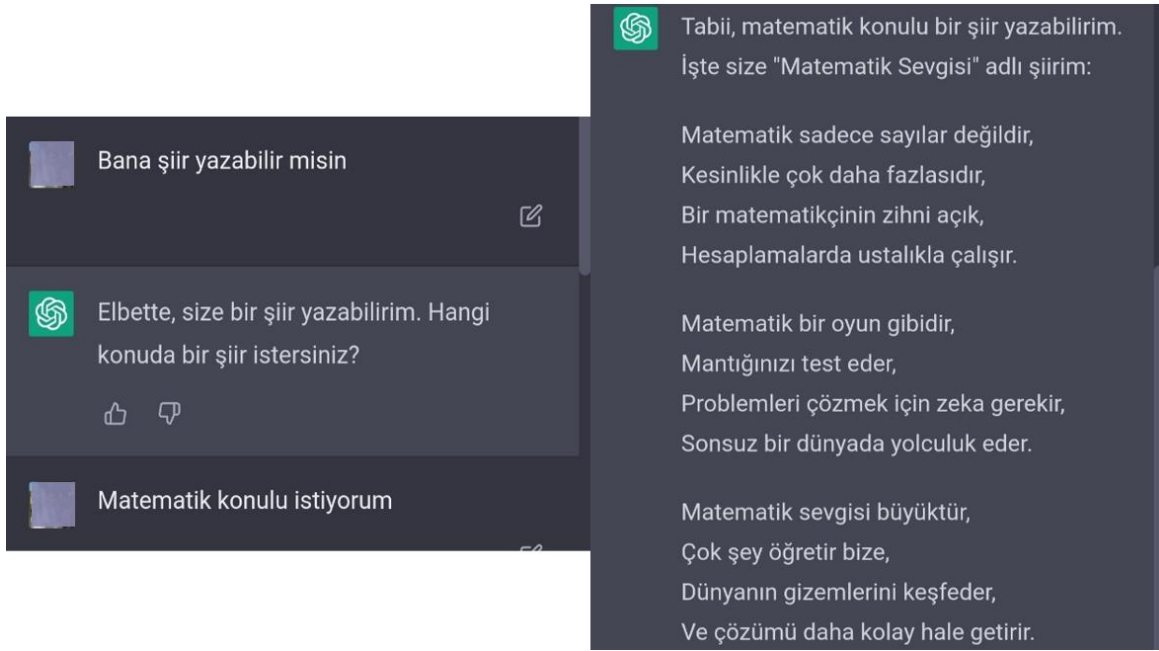 Bana şiir yazabilir misin
Elbette, size bir şiir yazabilirim. Hangi
konuda bir şiir istersiniz?
Matematik konulu istiyorum
Tabii, matematik konulu bir şiir yazabilirim.
İşte size "Matematik Sevgisi" adlı şiirim:
Matematik sadece sayılar değildir,
Kesinlikle çok daha fazlasıdır,
Bir matematikçinin zihni açık,
Hesaplamalarda ustalıkla çalışır.
Matematik bir oyun gibidir,
Mantığınızı test eder,
Problemleri çözmek için zeka gerekir,
Sonsuz bir dünyada yolculuk eder.
Matematik sevgisi büyüktür,
Çok şey öğretir bize,
Dünyanın gizemlerini keşfeder,
Ve çözümü daha kolay hale getirir.